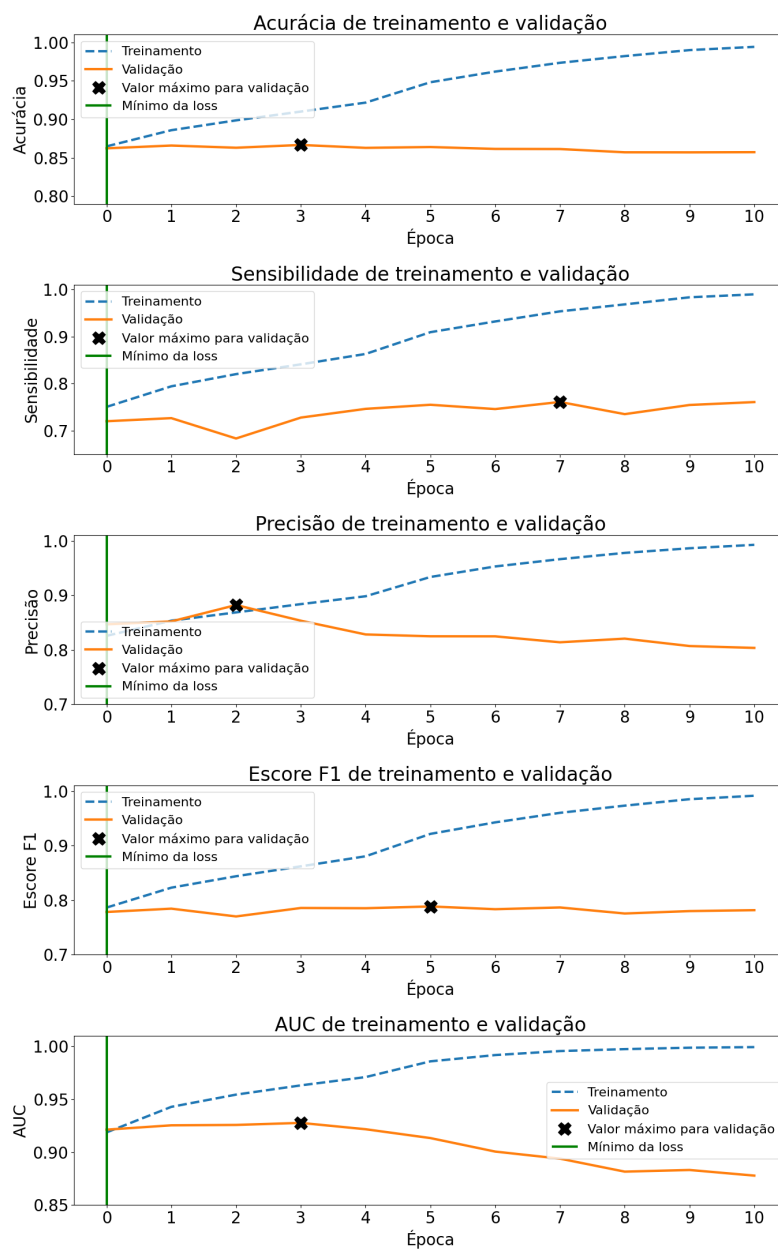 Acurácia de treinamento e validação
1.00
0.95
0.90
0.85
0.80
Acurácia
Treinamento
Validação
Valor máximo para validação
Mínimo da loss
0 1 2 3 4 5 6 7 8 9 10
Época
Sensibilidade de treinamento e validação
1.0
0.9
0.8
0.7
Sensibilidade
Treinamento
Validação
Valor máximo para validação
Mínimo da loss
0 1 2 3 4 5 6 7 8 9 10
Época
Precisão de treinamento e validação
1.0
0.9
0.8
0.7
Precisão
Treinamento
Validação
Valor máximo para validação
Mínimo da loss
0 1 2 3 4 5 6 7 8 9 10
Época
Escore F1 de treinamento e validação
1.0
0.9
0.8
0.7
Escore F1
Treinamento
Validação
Valor máximo para validação
Mínimo da loss
0 1 2 3 4 5 6 7 8 9 10
Época
AUC de treinamento e validação
1.00
0.95
0.90
0.85
AUC
Treinamento
Validação
Valor máximo para validação
Mínimo da loss
0 1 2 3 4 5 6 7 8 9 10
Época